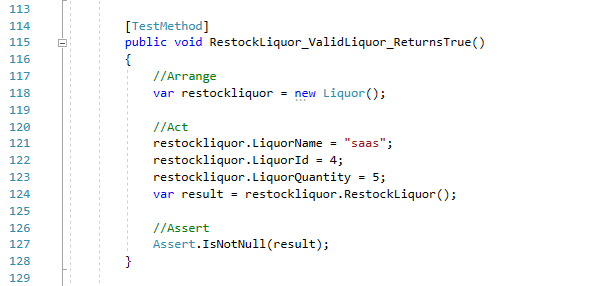 113
114 [TestMethod]
115 public void RestockLiquor_ValidLiquor_ReturnsTrue()
116 {
117 //Arrange
118 var restockliquor = new Liquor();
119
120 //Act
121 restockliquor.LiquorName = "saas";
122 restockliquor.LiquorId = 4;
123 restockliquor.LiquorQuantity = 5;
124 var result = restockliquor.RestockLiquor();
125
126 //Assert
127 Assert.IsNotNull(result);
128 }
129